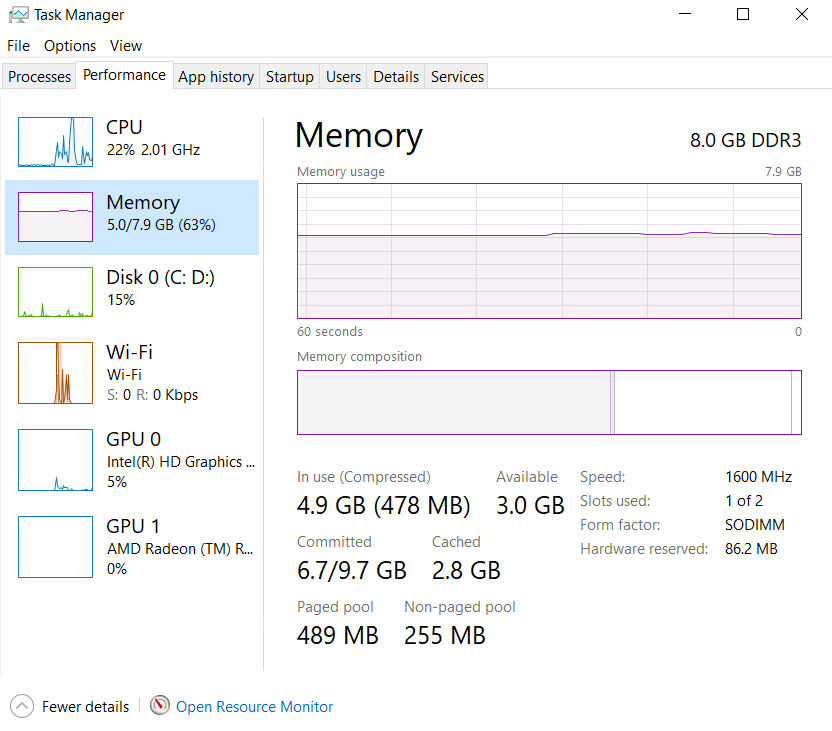 Task Manager
File Options View
Processes Performance App history Startup Users Details Services
CPU
22% 2.01 GHz
Memory
5.0/7.9 GB (63%)
Disk 0 (C: D:)
15%
Wi-Fi
Wi-Fi
S: 0 R: 0 Kbps
GPU 0
Intel(R) HD Graphics ...
5%
GPU 1
AMD Radeon (TM) R...
0%
Memory 8.0 GB DDR3
Memory usage 7.9 GB
60 seconds 0
Memory composition
In use (Compressed) Available
4.9 GB (478 MB) 3.0 GB
Committed Cached
6.7/9.7 GB 2.8 GB
Paged pool Non-paged pool
489 MB 255 MB
Speed: 1600 MHz
Slots used: 1 of 2
Form factor: SODIMM
Hardware reserved: 86.2 MB
Fewer details Open Resource Monitor